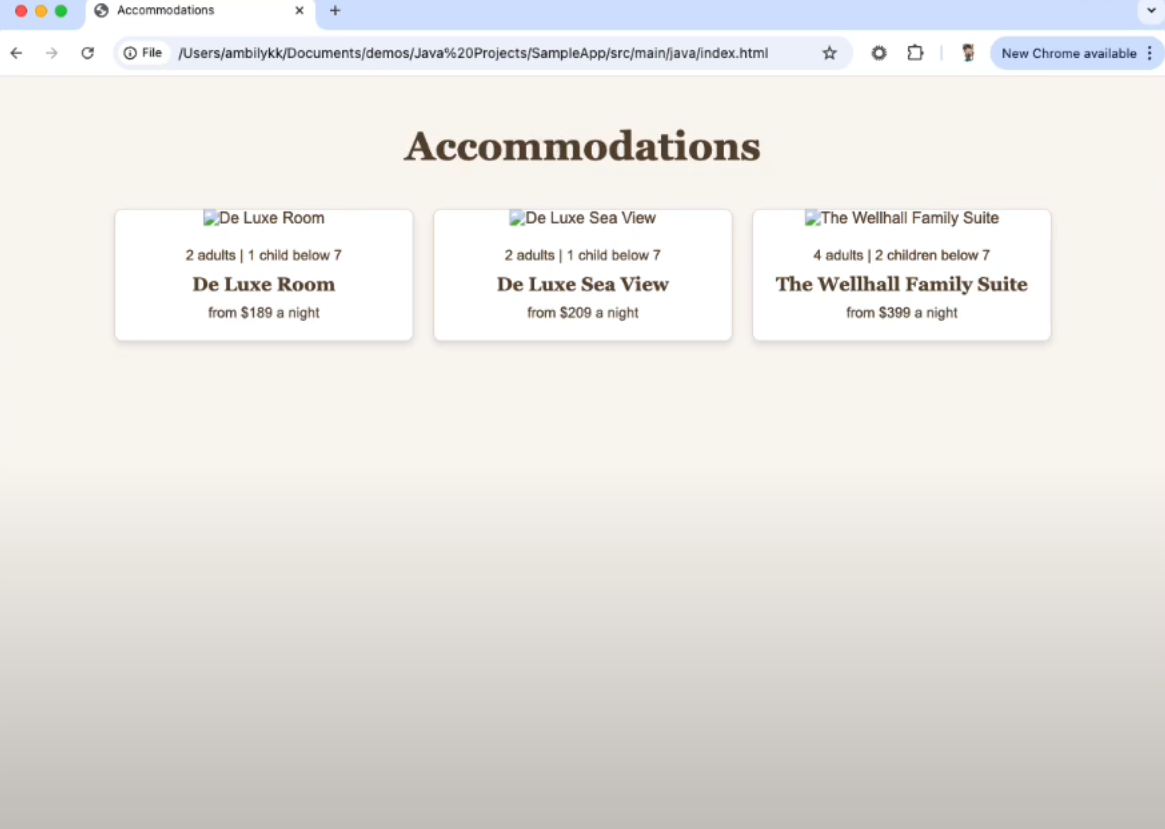 Accommodations
File /Users/ambilykk/Documents/demos/Java%20Projects/SampleApp/src/main/java/index.html New Chrome available
Accommodations
De Luxe Room
2 adults | 1 child below 7
De Luxe Room
from $189 a night
De Luxe Sea View
2 adults | 1 child below 7
De Luxe Sea View
from $209 a night
The Wellhall Family Suite
4 adults | 2 children below 7
The Wellhall Family Suite
from $399 a night